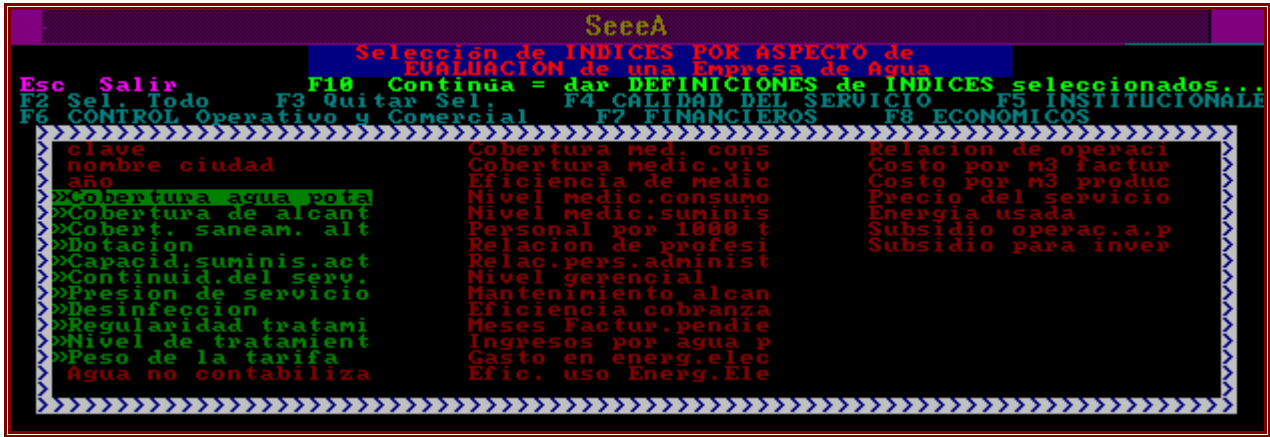 SeeeA
Selección de INDICES POR ASPECTO de
EVALUACION de una Empresa de Agua
Esc Salir F10 Continúa = dar DEFINICIONES de INDICES seleccionados...
F2 Sel. Todo F3 Quitar Sel. F4 CALIDAD DEL SERVICIO F5 INSTITUCIONALE
F6 CONTROL Operativo y Comercial F7 FINANCIEROS F8 ECONOMICOS
clave Cobertura med. cons Relacion de operaci
nombre ciudad Cobertura medic.viv Costo por m3 factur
año Eficiencia de medic Costo por m3 produc
»Cobertura agua pota Nivel medic.consumo Precio del servicio
»Cobertura de alcant Nivel medic.suminis Energia usada
»Cobert. saneam. alt Personal por 1000 t Subsidio operac.a.p
»Dotacion Relacion de profesi Subsidio para inver
»Capacid.suminis.act Relac.pers.administ
»Continuid.del serv. Nivel gerencial
»Presion de servicio Mantenimiento alcan
»Desinfeccion Eficiencia cobranza
»Regularidad tratami Meses Factur.pendie
»Nivel de tratamient Ingresos por agua p
»Peso de la tarifa Gasto en energ.elec
Agua no contabiliza Efic. uso Energ.Ele